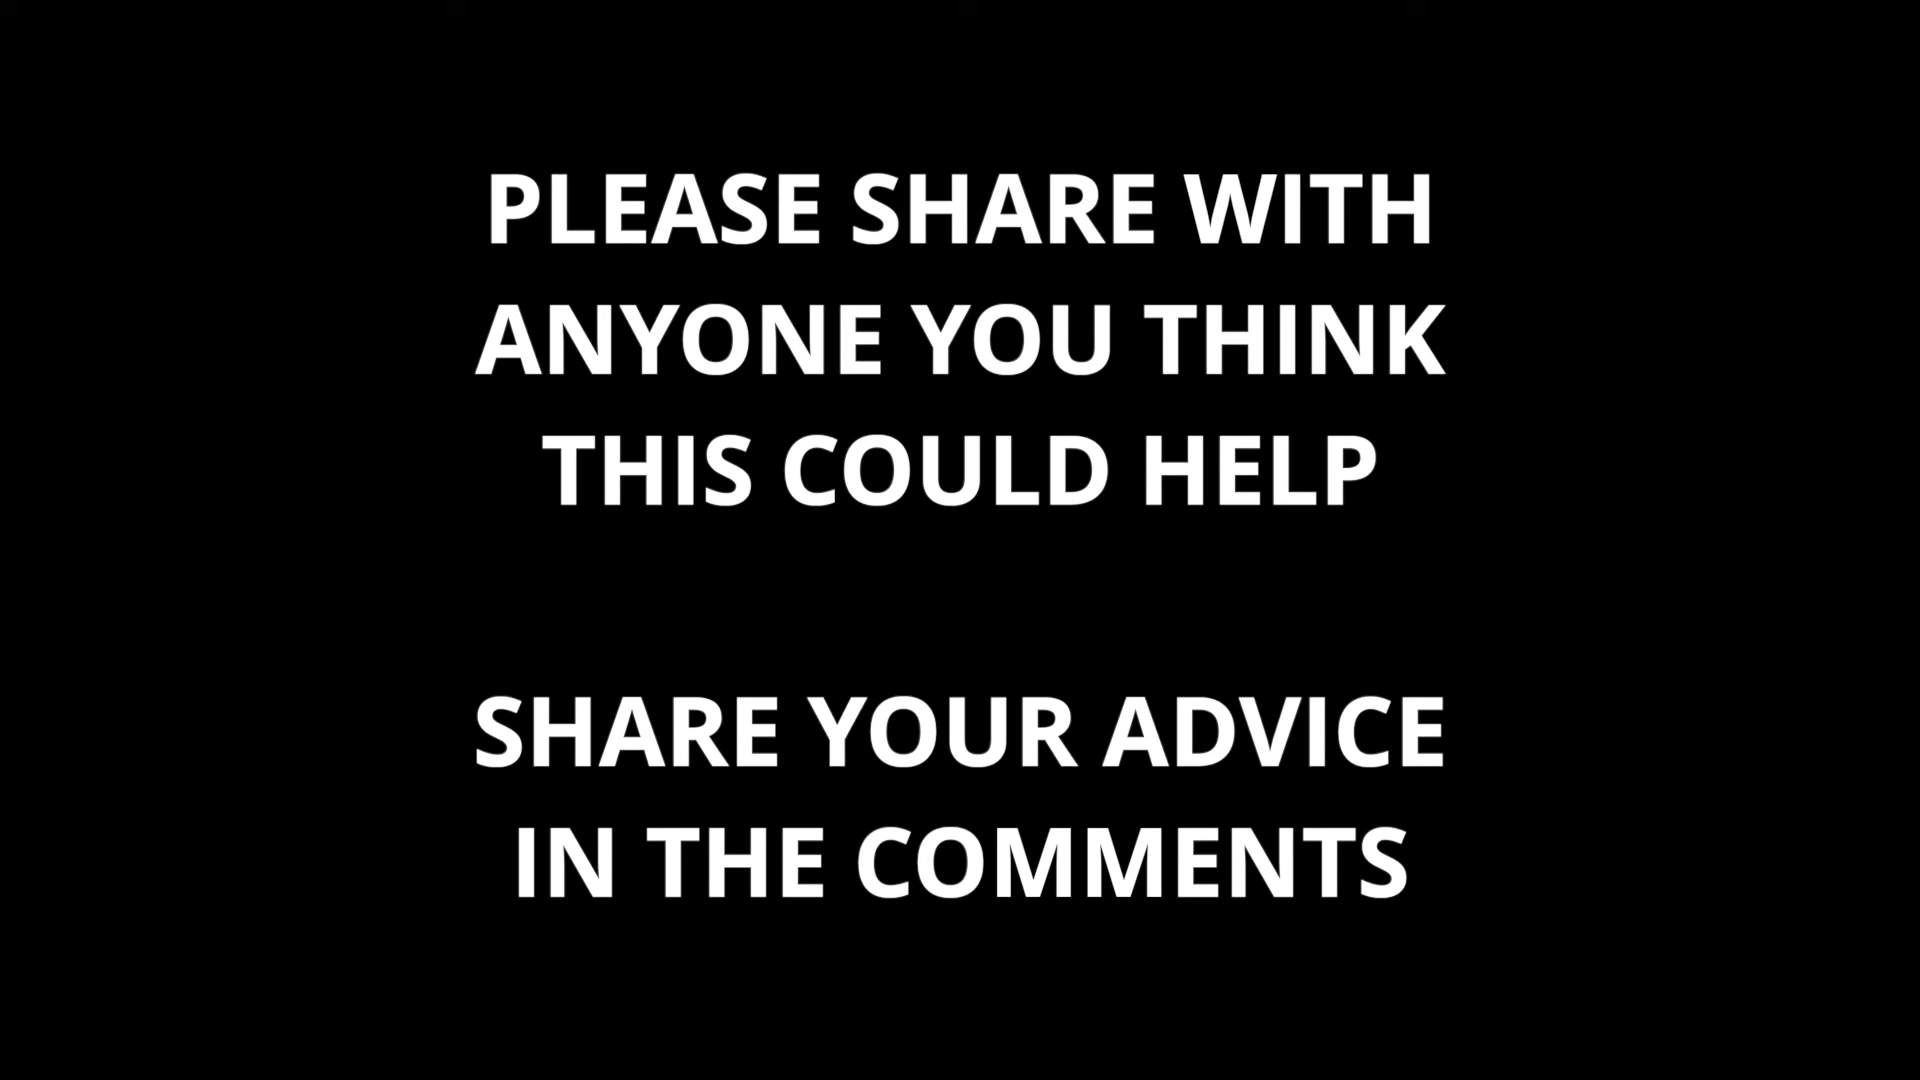 PLEASE SHARE WITH
ANYONE YOU THINK
THIS COULD HELP
SHARE YOUR ADVICE
IN THE COMMENTS